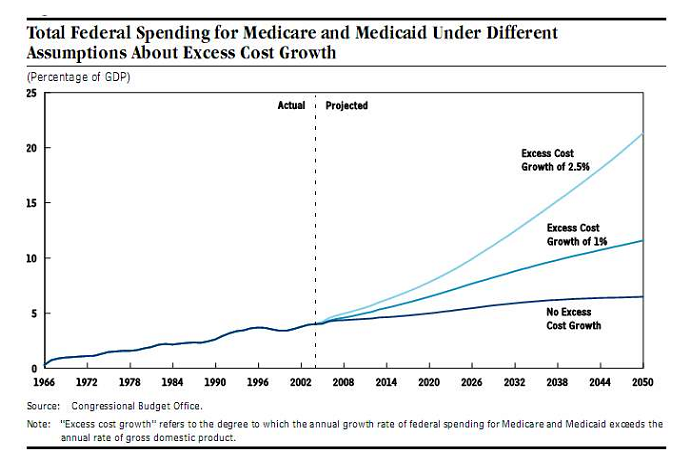 Total Federal Spending for Medicare and Medicaid Under Different
Assumptions About Excess Cost Growth
(Percentage of GDP)
25
20
15
10
5
0
Actual
Projected
Excess Cost
Growth of 2.5%
Excess Cost
Growth of 1%
No Excess
Cost Growth
1966 1972 1978 1984 1990 1996 2002 2008 2014 2020 2026 2032 2038 2044 2050
Source: Congressional Budget Office.
Note: "Excess cost growth" refers to the degree to which the annual growth rate of federal spending for Medicare and Medicaid exceeds the
annual rate of gross domestic product.